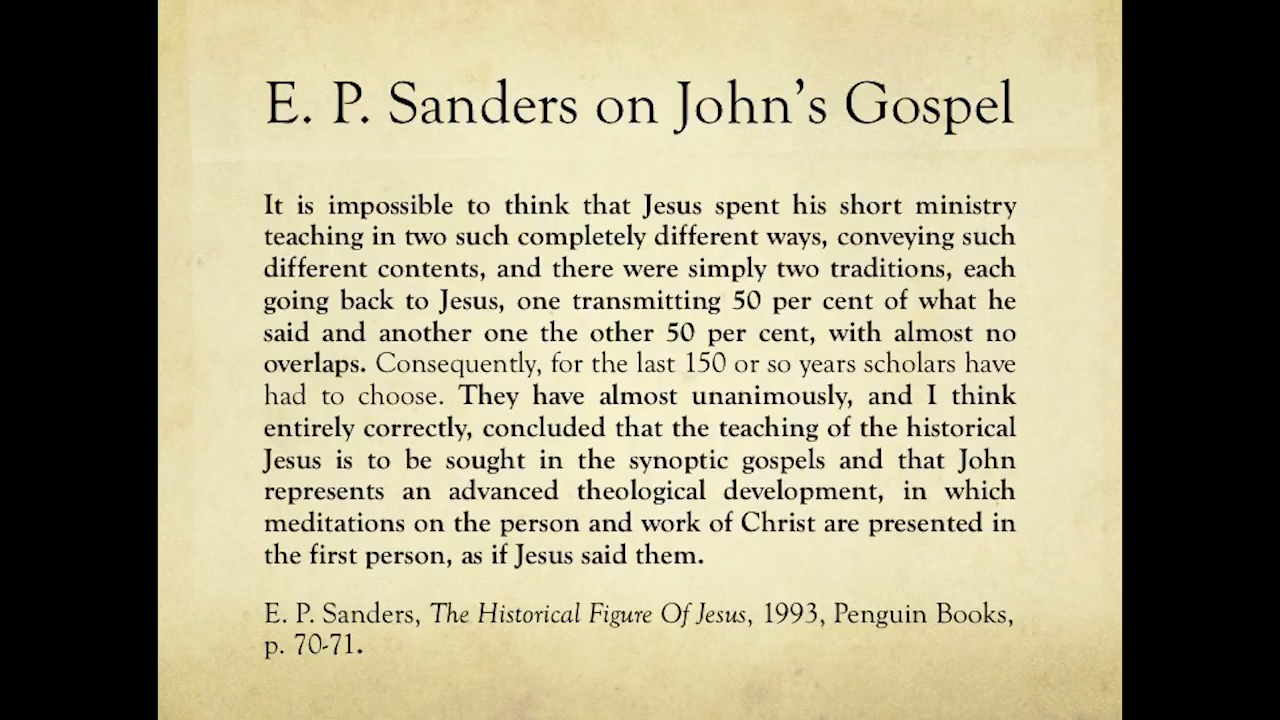 E. P. Sanders on John's Gospel
It is impossible to think that Jesus spent his short ministry
teaching in two such completely different ways, conveying such
different contents, and there were simply two traditions, each
going back to Jesus, one transmitting 50 per cent of what he
said and another one the other 50 per cent, with almost no
overlaps. Consequently, for the last 150 or so years scholars have
had to choose. They have almost unanimously, and I think
entirely correctly, concluded that the teaching of the historical
Jesus is to be sought in the synoptic gospels and that John
represents an advanced theological development, in which
meditations on the person and work of Christ are presented in
the first person, as if Jesus said them.
E. P. Sanders, The Historical Figure Of Jesus, 1993, Penguin Books,
p. 70-71.